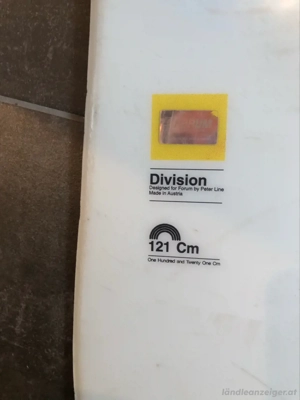 Division
Designed for Forum by Peter Line
Made in Austria
121 Cm
One Hundred and Twenty One Cm
ländleanzeiger.at